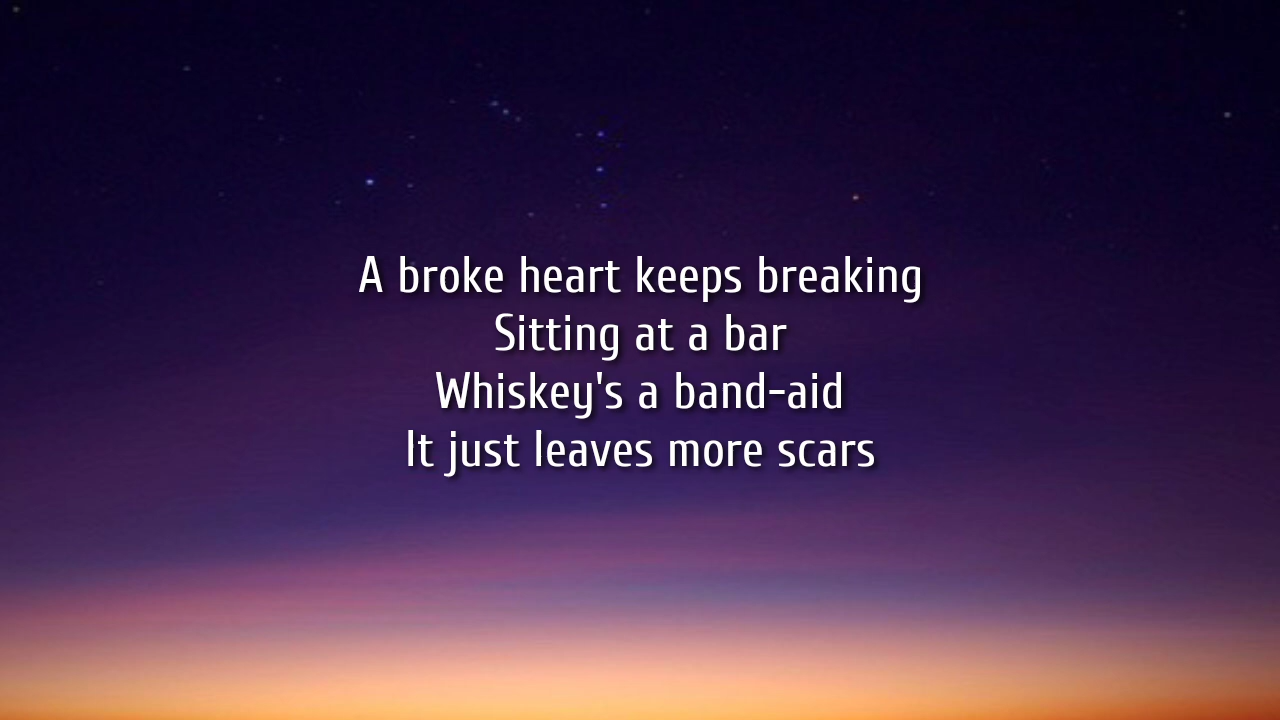 A broke heart keeps breaking
Sitting at a bar
Whiskey's a band-aid
It just leaves more scars